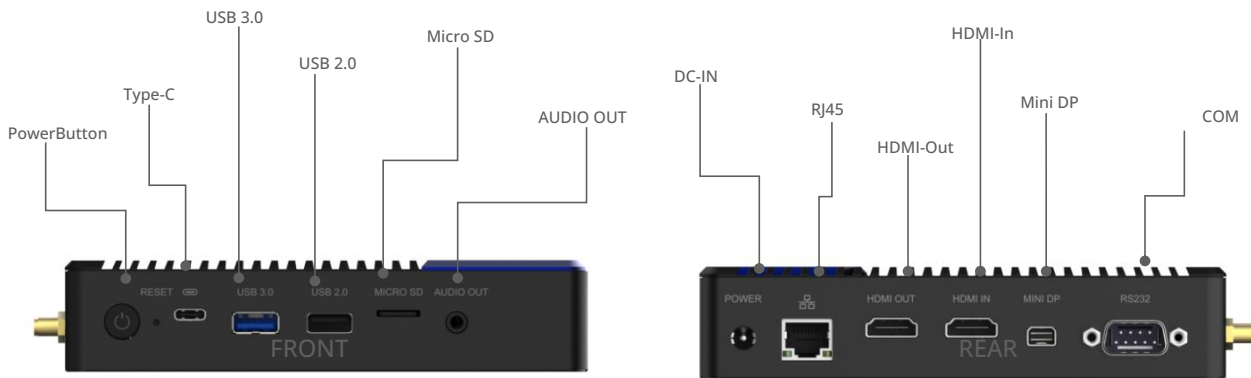 USB 3.0
Micro SD
USB 2.0
Type-C
AUDIO OUT
PowerButton
RESET
USB 3.0
USB 2.0
MICRO SD
AUDIO OUT
FRONT
HDMI-In
DC-IN
Mini DP
RJ45
COM
HDMI-Out
POWER
HDMI OUT
HDMI IN
MINI DP
RS232
REAR